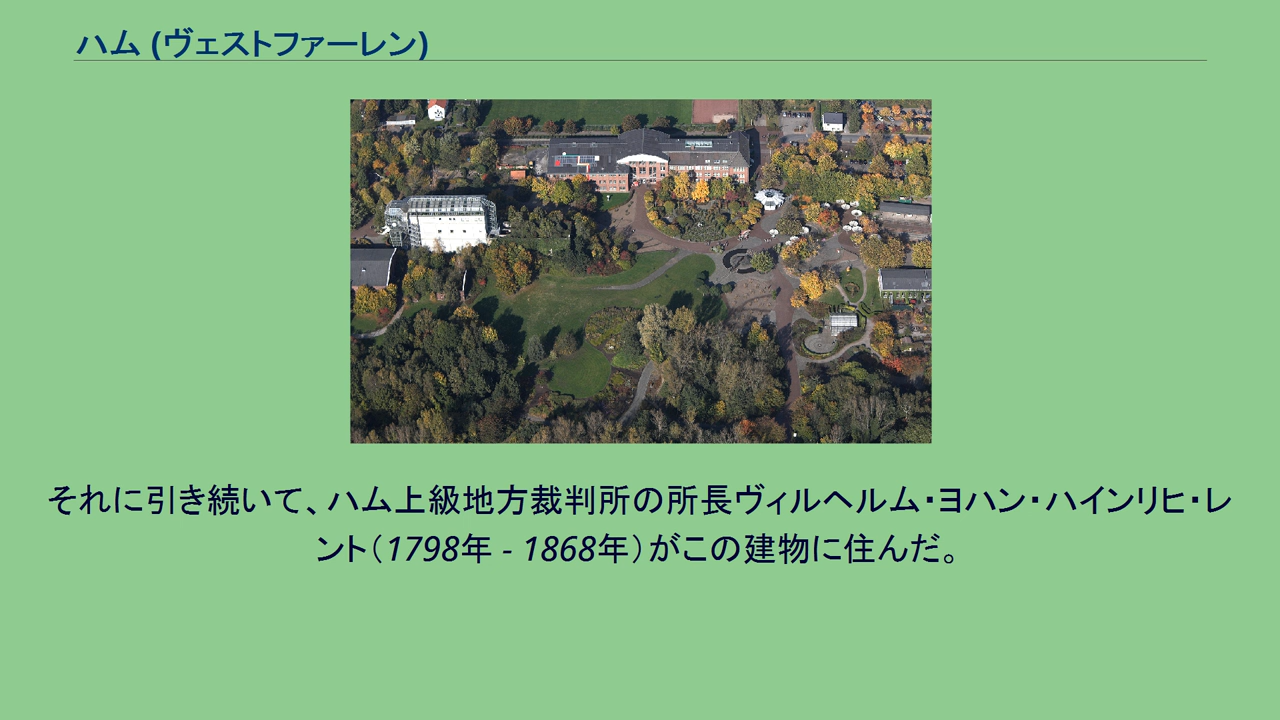 ハム (ヴェストファーレン)
それに引き続いて、ハム上級地方裁判所の所長ヴィルヘルム・ヨハン・ハインリヒ・レ
ント（1798年 - 1868年）がこの建物に住んだ。